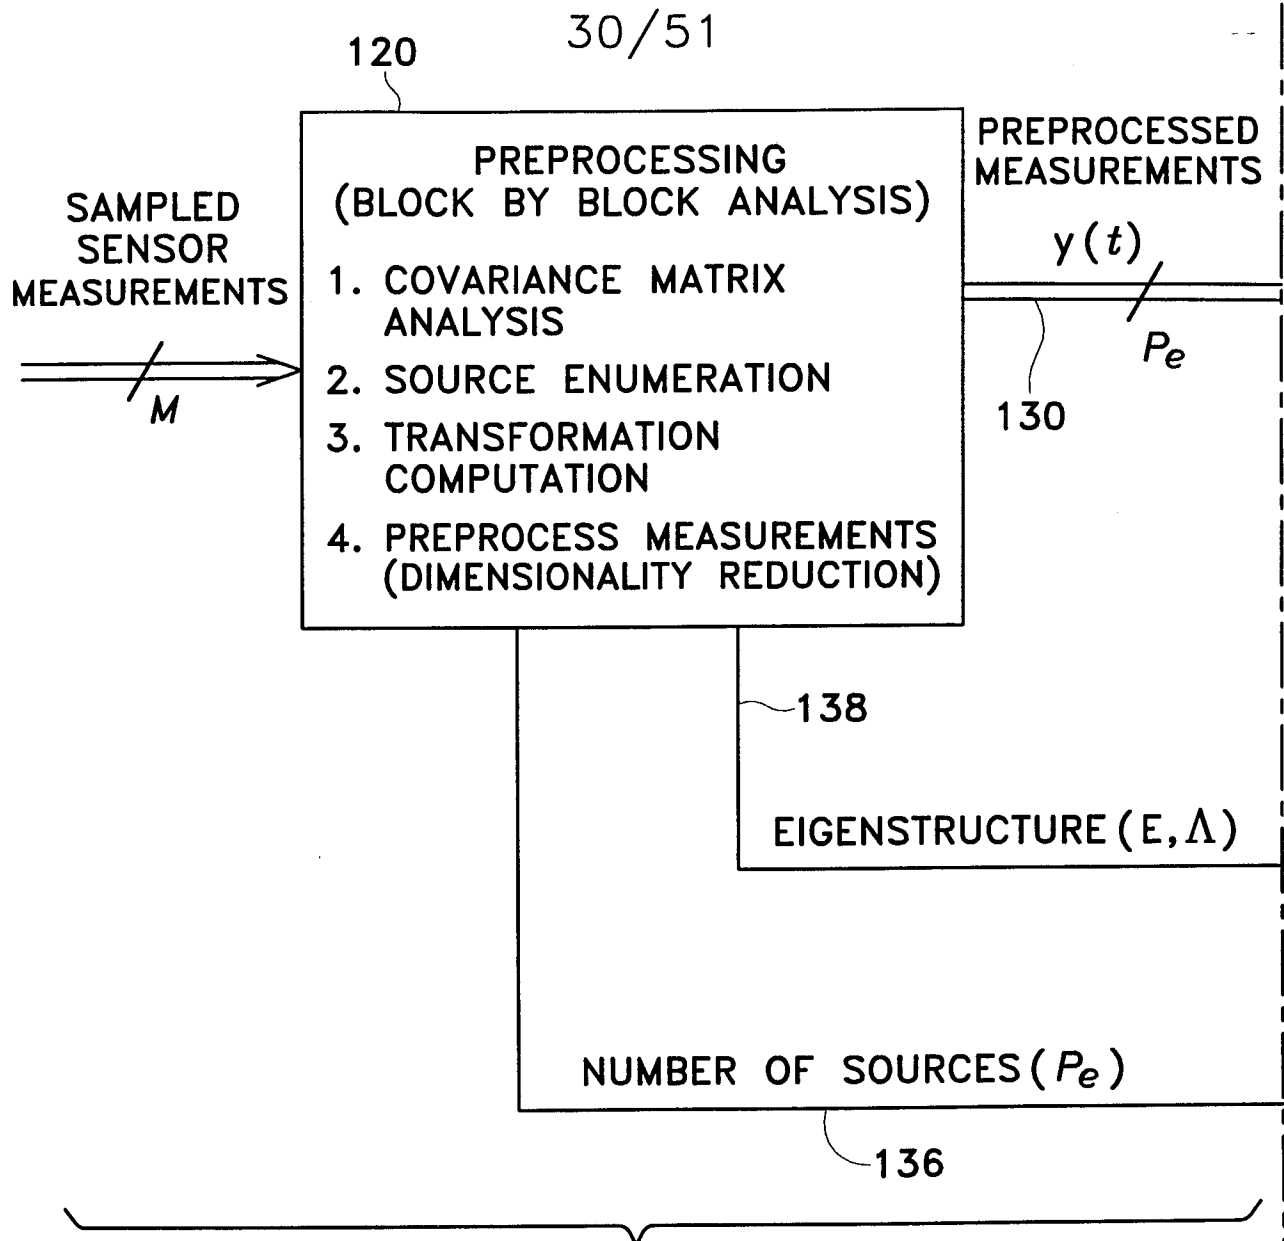 30/51
120
PREPROCESSING
(BLOCK BY BLOCK ANALYSIS)
1. COVARIANCE MATRIX
ANALYSIS
2. SOURCE ENUMERATION
3. TRANSFORMATION
COMPUTATION
4. PREPROCESS MEASUREMENTS
(DIMENSIONALITY REDUCTION)
SAMPLED
SENSOR
MEASUREMENTS
M
PREPROCESSED
MEASUREMENTS
y(t)
Pe
130
138
EIGENSTRUCTURE (E,Λ)
NUMBER OF SOURCES (Pe)
136